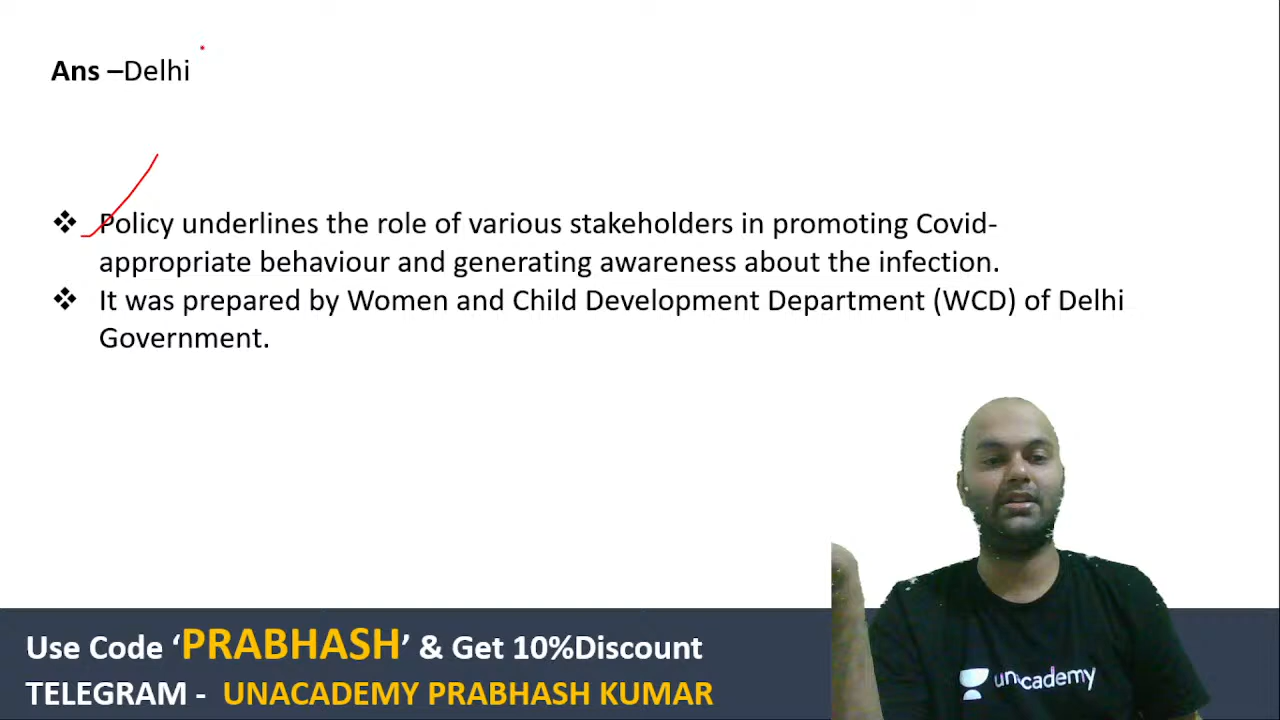 Ans –Delhi
❖ Policy underlines the role of various stakeholders in promoting Covid-
appropriate behaviour and generating awareness about the infection.
❖ It was prepared by Women and Child Development Department (WCD) of Delhi
Government.
unacademy
Use Code ‘PRABHASH’ & Get 10%Discount
TELEGRAM - UNACADEMY PRABHASH KUMAR